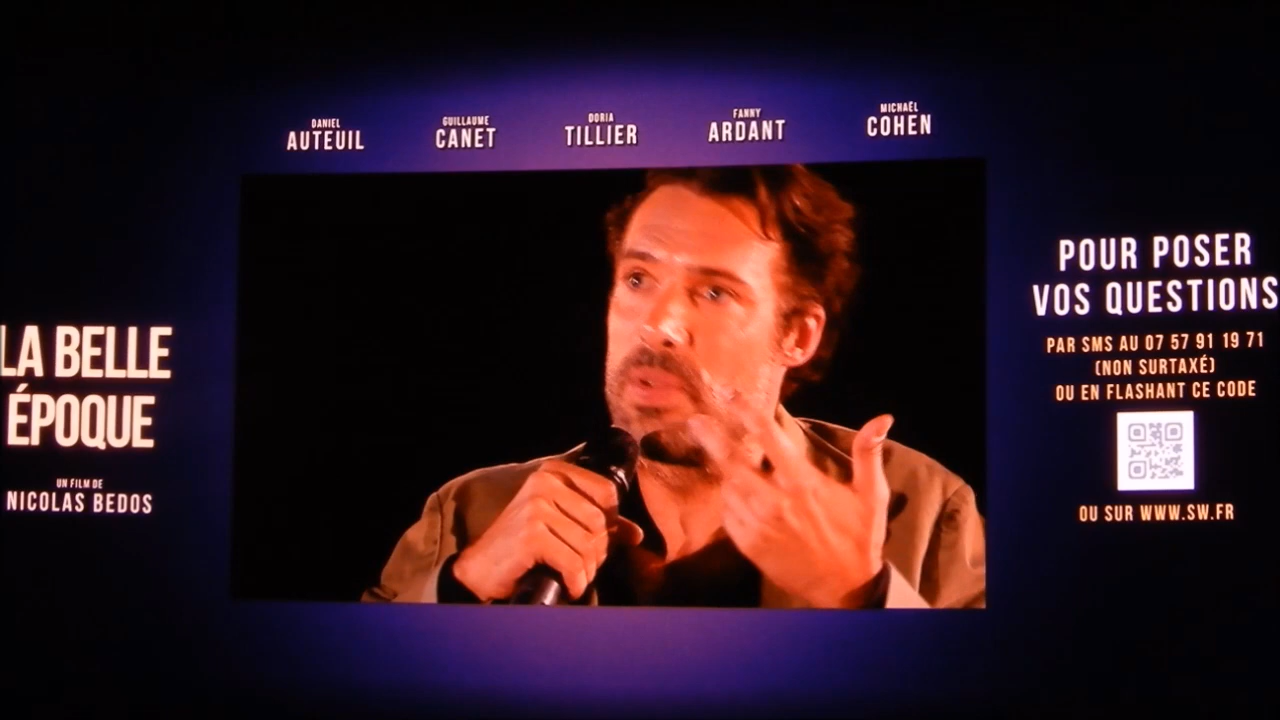 DANIEL
AUTEUIL
GUILLAUME
CANET
DORIA
TILLIER
FANNY
ARDANT
MICHAËL
COHEN
LA BELLE
ÉPOQUE
UN FILM DE
NICOLAS BEDOS
POUR POSER
VOS QUESTIONS
PAR SMS AU 07 57 91 19 71
(NON SURTAXÉ)
OU EN FLASHANT CE CODE
OU SUR WWW.SW.FR